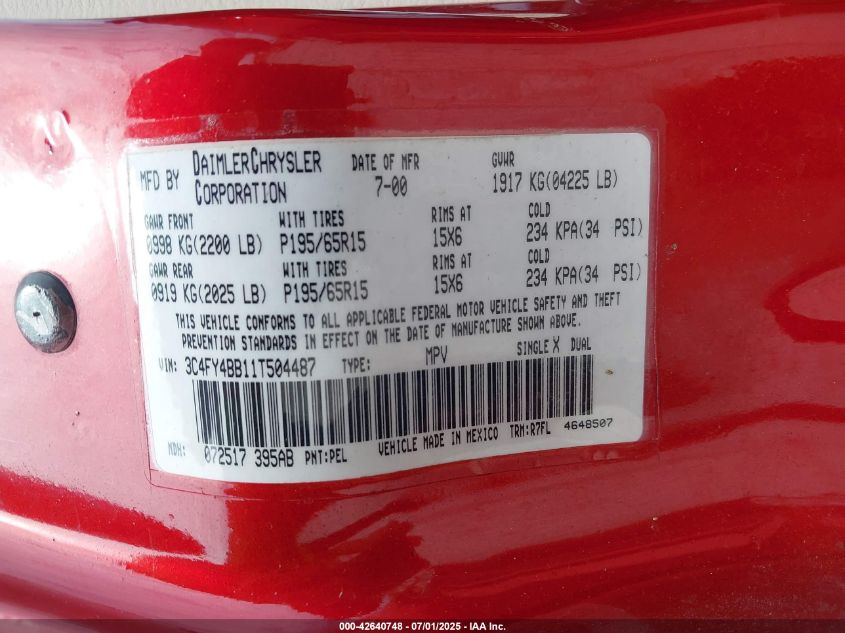 MFD BY DAIMLERCHRYSLER CORPORATION DATE OF MFR 7-00 GVWR 1917 KG(04225 LB)
GAWR FRONT WITH TIRES RIMS AT COLD
0998 KG(2200 LB) P195/65R15 15X6 234 KPA(34 PSI)
GAWR REAR WITH TIRES RIMS AT COLD
0919 KG(2025 LB) P195/65R15 15X6 234 KPA(34 PSI)
THIS VEHICLE CONFORMS TO ALL APPLICABLE FEDERAL MOTOR VEHICLE SAFETY AND THEFT
PREVENTION STANDARDS IN EFFECT ON THE DATE OF MANUFACTURE SHOWN ABOVE.
VIN: 3C4FY4BB11T504487 TYPE: MPV SINGLE X DUAL
MDH: 072517 395AB PNT:PEL VEHICLE MADE IN MEXICO TRM:R7FL 4648507
000-42640748 - 07/01/2025 - IAA Inc.